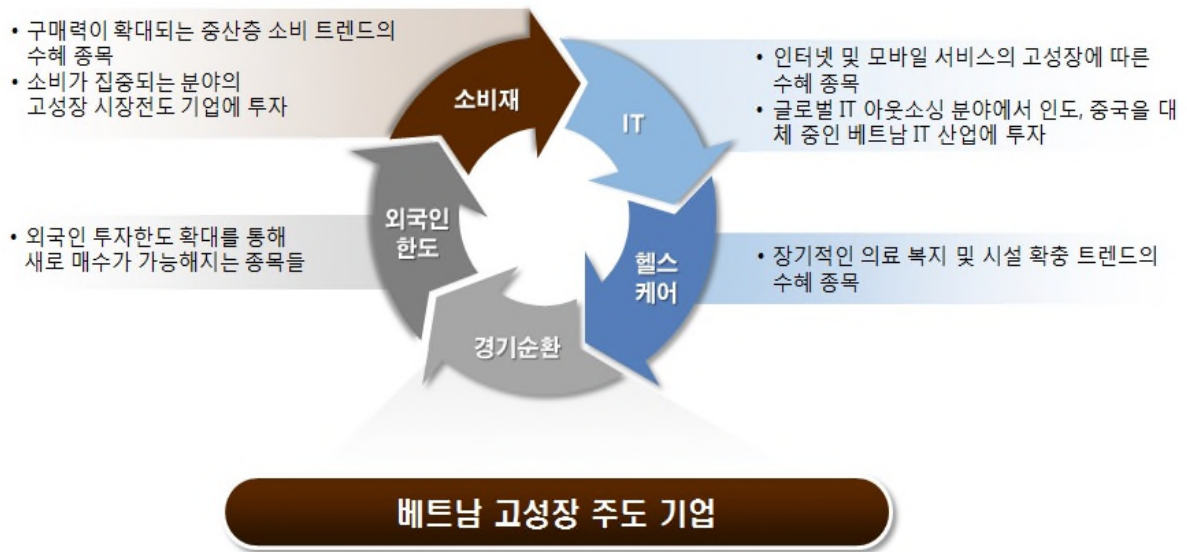 • 구매력이 확대되는 중산층 소비 트렌드의
수혜 종목
• 소비가 집중되는 분야의
고성장 시장전도 기업에 투자
소비재
IT
• 인터넷 및 모바일 서비스의 고성장에 따른
수혜 종목
• 글로벌 IT 아웃소싱 분야에서 인도, 중국을 대
체 중인 베트남 IT 산업에 투자
• 외국인 투자한도 확대를 통해
새로 매수가 가능해지는 종목들
외국인
한도
헬스
케어
• 장기적인 의료 복지 및 시설 확충 트렌드의
수혜 종목
경기순환
베트남 고성장 주도 기업